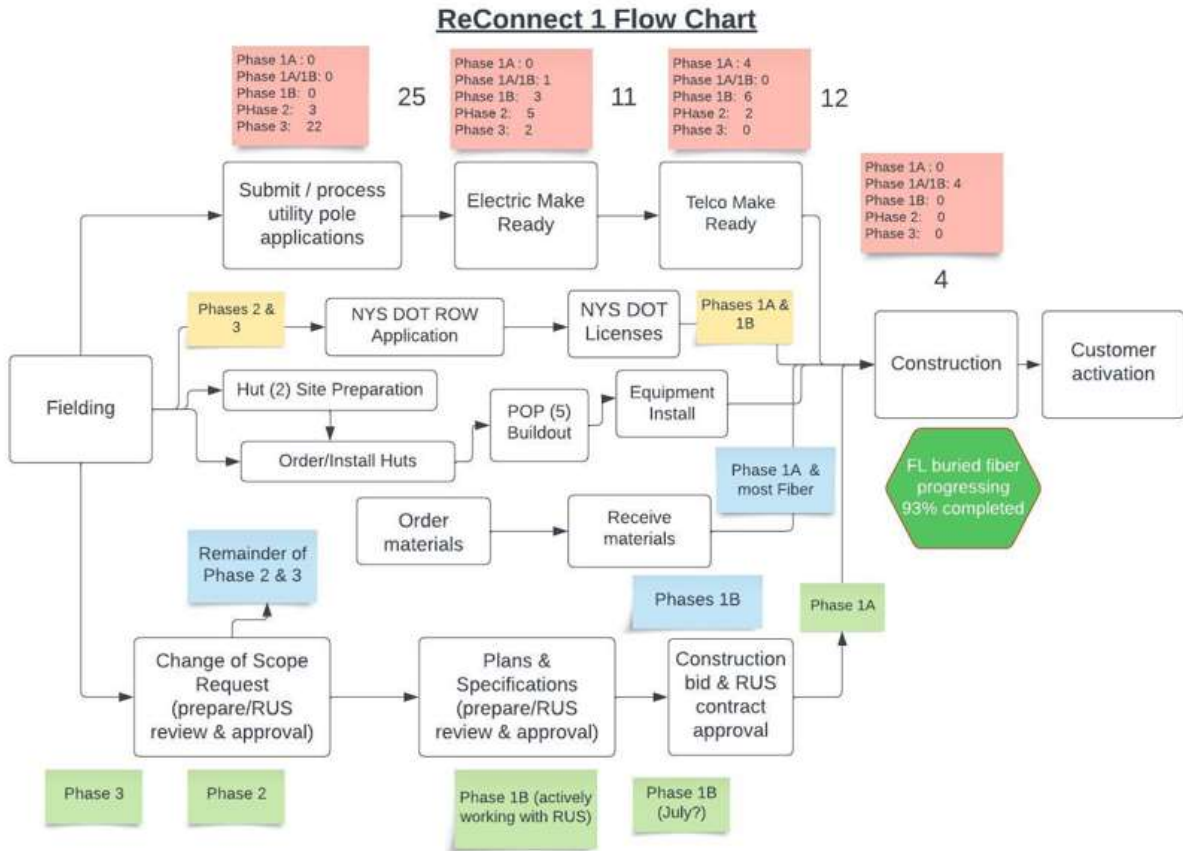 ReConnect 1 Flow Chart
Phase 1A : 0
Phase 1A/1B: 0
Phase 1B: 0
PHase 2: 3
Phase 3: 22
25
Phase 1A : 0
Phase 1A/1B: 1
Phase 1B: 3
PHase 2: 5
Phase 3: 2
11
Phase 1A : 4
Phase 1A/1B: 0
Phase 1B: 6
PHase 2: 2
Phase 3: 0
12
Phase 1A : 0
Phase 1A/1B: 4
Phase 1B: 0
PHase 2: 0
Phase 3: 0
4
Submit / process
utility pole
applications
Electric Make
Ready
Telco Make
Ready
Phases 2 &
3
NYS DOT ROW
Application
NYS DOT
Licenses
Phases 1A &
1B
Construction
Customer
activation
Fielding
Hut (2) Site Preparation
Order/Install Huts
POP (5)
Buildout
Equipment
Install
Phase 1A &
most Fiber
FL buried fiber
progressing
93% completed
Order
materials
Receive
materials
Remainder of
Phase 2 & 3
Phases 1B
Phase 1A
Change of Scope
Request
(prepare/RUS
review & approval)
Plans &
Specifications
(prepare/RUS
review & approval)
Construction
bid & RUS
contract
approval
Phase 3
Phase 2
Phase 1B (actively
working with RUS)
Phase 1B
(July?)